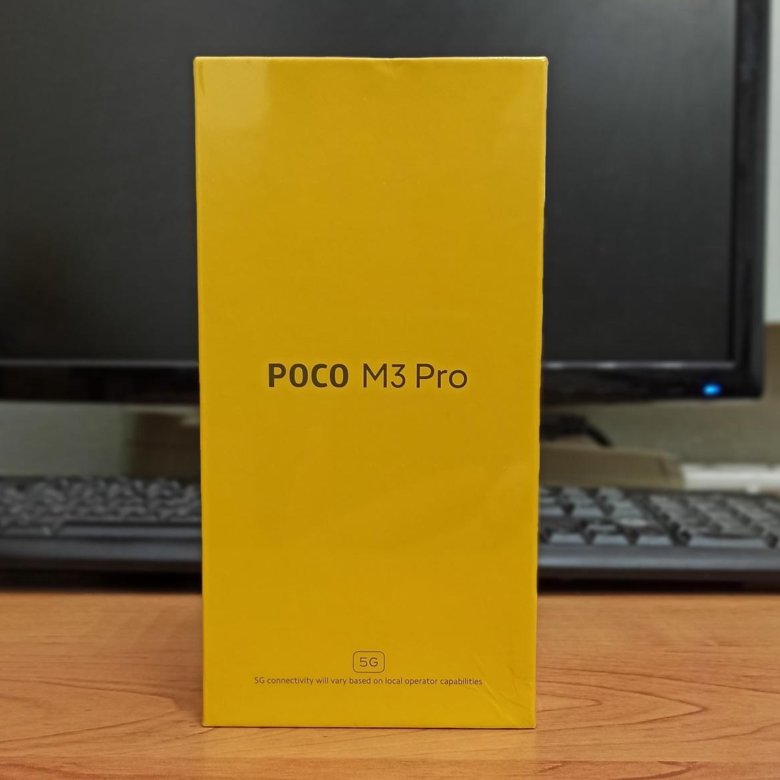 POCO M3 Pro
5G
5G connectivity will vary based on local operator capabilities